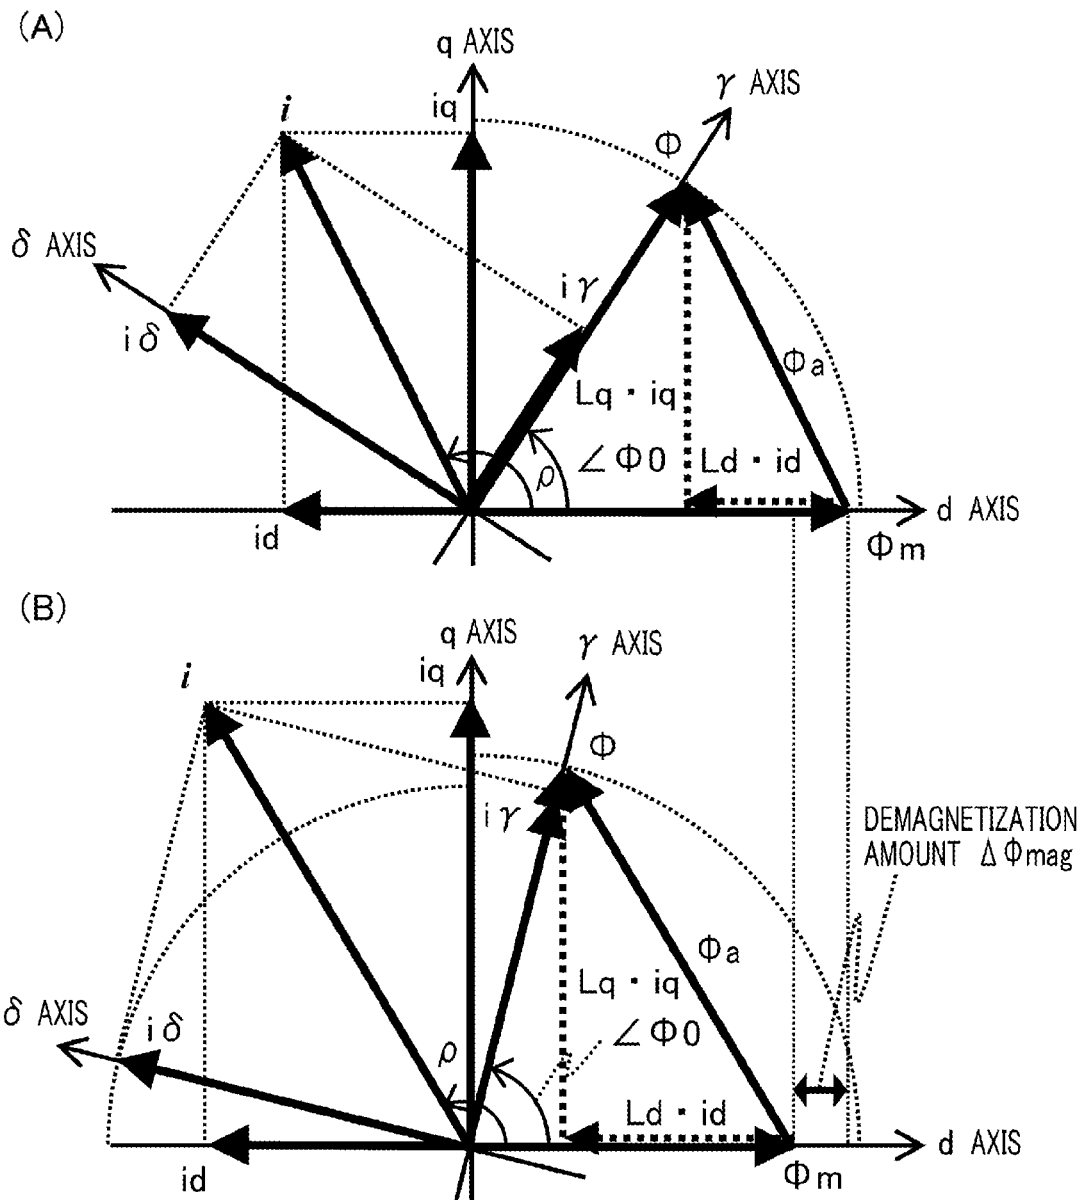 (A)
q AXIS
γ AXIS
i
iq
Φ
δ AXIS
iγ
iδ
Φa
Lq・iq
∠Φ0
Ld・id
ρ
d AXIS
id
Φm
(B)
q AXIS
γ AXIS
i
iq
Φ
iγ
DEMAGNETIZATION
AMOUNT ΔΦmag
Φa
Lq・iq
δ AXIS
iδ
∠Φ0
ρ
Ld・id
d AXIS
id
Φm